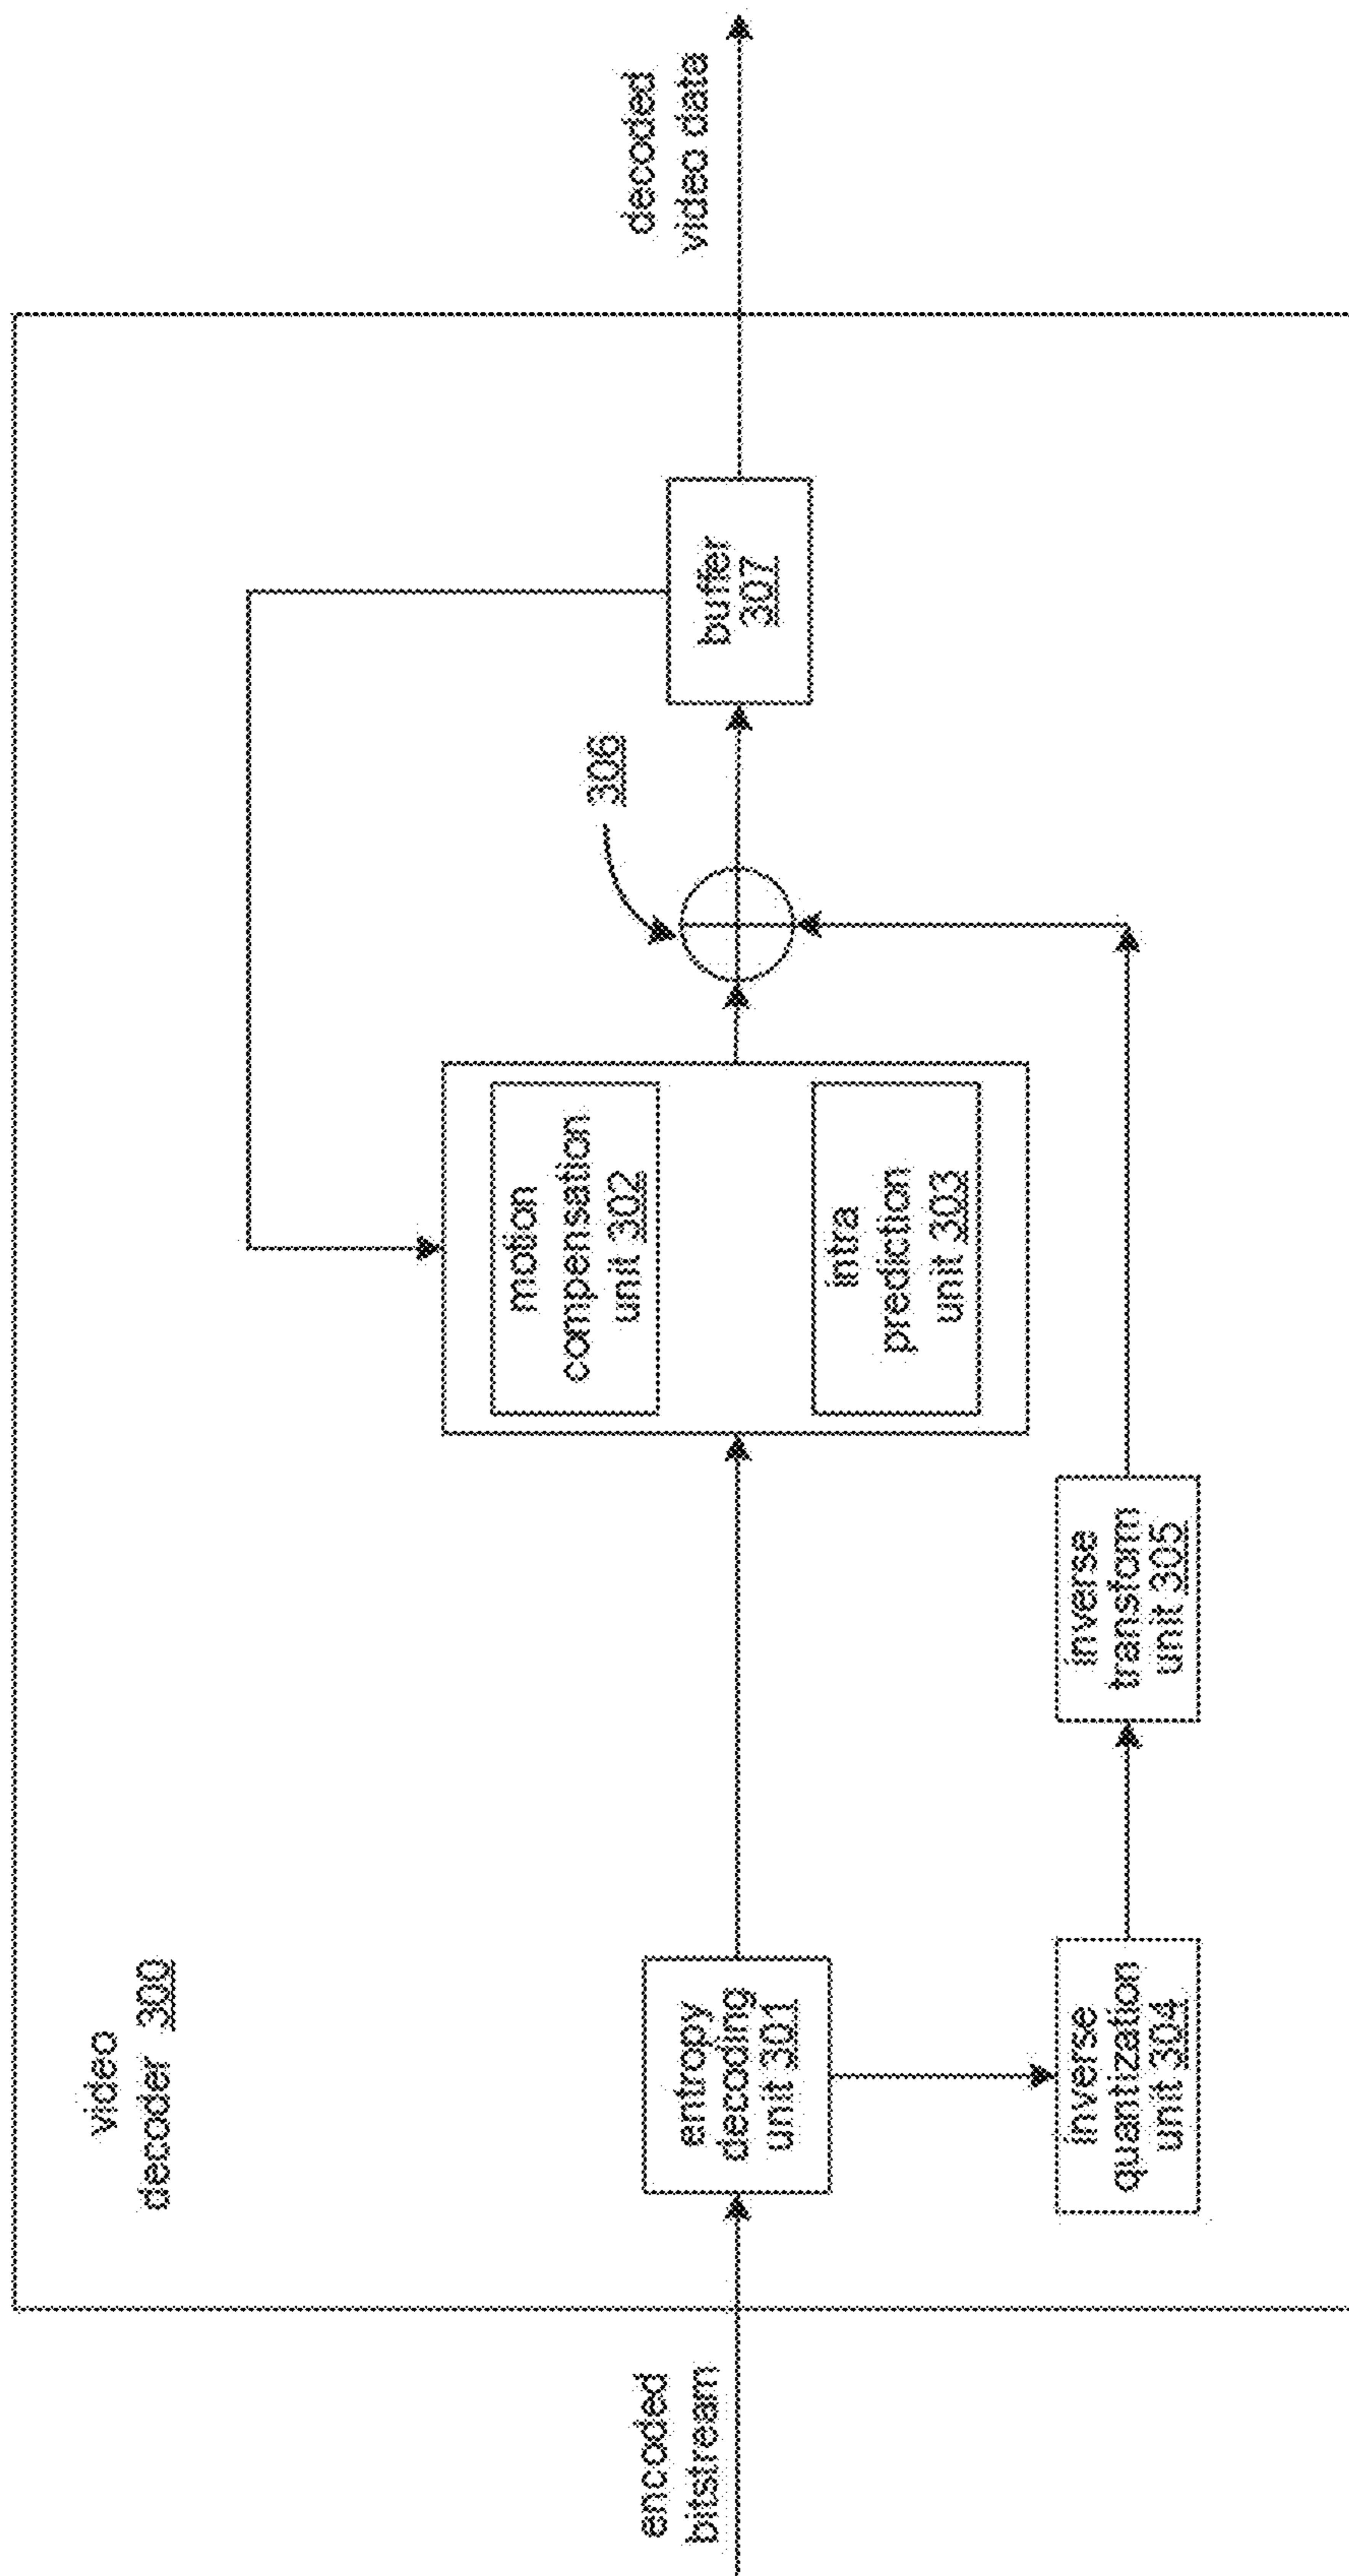 video
decoder 300
encoded
bitstream
entropy
decoding
unit 301
inverse
quantization
unit 304
inverse
transform
unit 305
motion
compensation
unit 302
intra
prediction
unit 303
306
buffer
307
decoded
video data